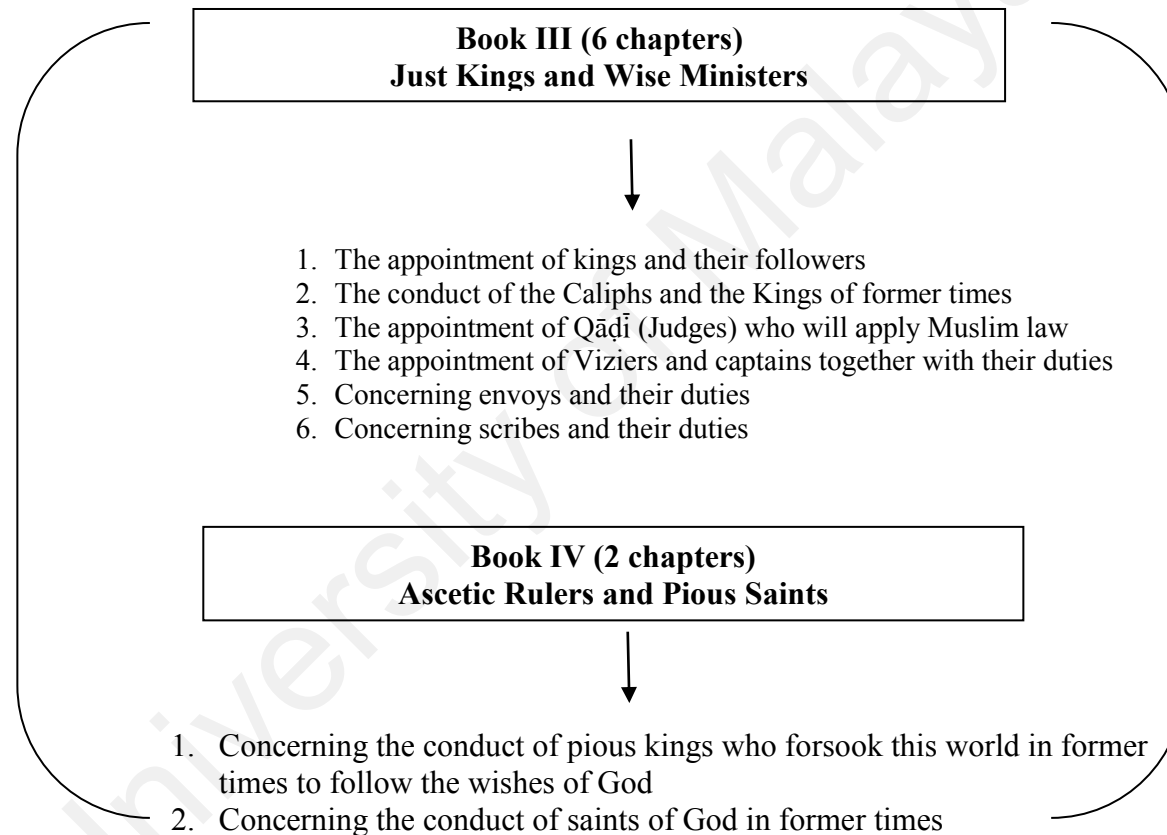 Book III (6 chapters)
Just Kings and Wise Ministers
1. The appointment of kings and their followers
2. The conduct of the Caliphs and the Kings of former times
3. The appointment of Qāḍī (Judges) who will apply Muslim law
4. The appointment of Viziers and captains together with their duties
5. Concerning envoys and their duties
6. Concerning scribes and their duties
Book IV (2 chapters)
Ascetic Rulers and Pious Saints
1. Concerning the conduct of pious kings who forsook this world in former
times to follow the wishes of God
2. Concerning the conduct of saints of God in former times
University of Malaya